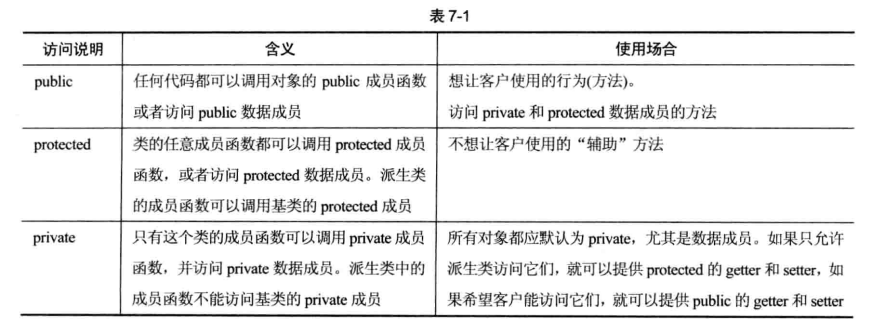 表 7-1
访问说明 含义 使用场合
public 任何代码都可以调用对象的 public 成员函数 想让客户使用的行为(方法)。
或者访问 public 数据成员 访问 private 和 protected 数据成员的方法
protected 类的任意成员函数都可以调用 protected 成员 不想让客户使用的“辅助”方法
函数，或者访问 protected 数据成员。派生类
的成员函数可以调用基类的 protected 成员
private 只有这个类的成员函数可以调用 private 成员 所有对象都应默认为 private，尤其是数据成员。如果只允许
函数，并访问 private 数据成员。派生类中的 派生类访问它们，就可以提供 protected 的 getter 和 setter，如
成员函数不能访问基类的 private 成员 果希望客户能访问它们，就可以提供 public 的 getter 和 setter